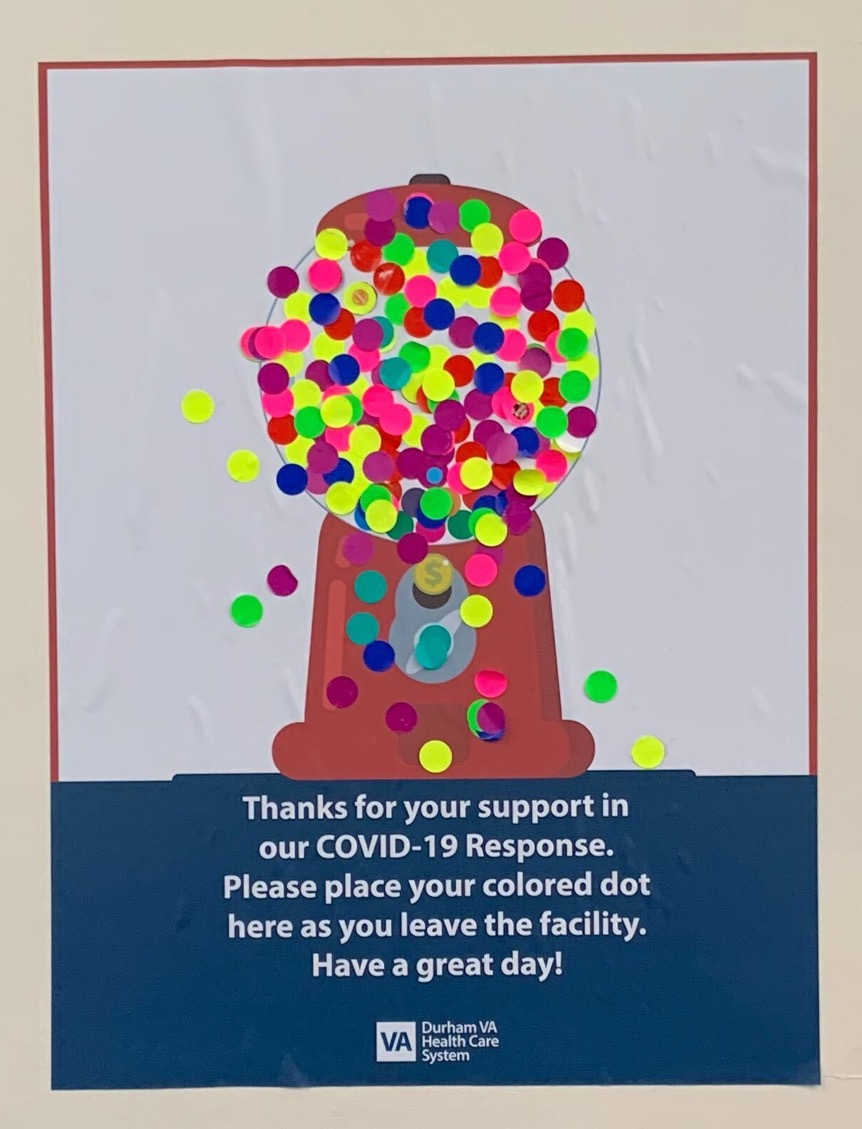 $
Thanks for your support in
our COVID-19 Response.
Please place your colored dot
here as you leave the facility.
Have a great day!
VA
Durham VA
Health Care
System